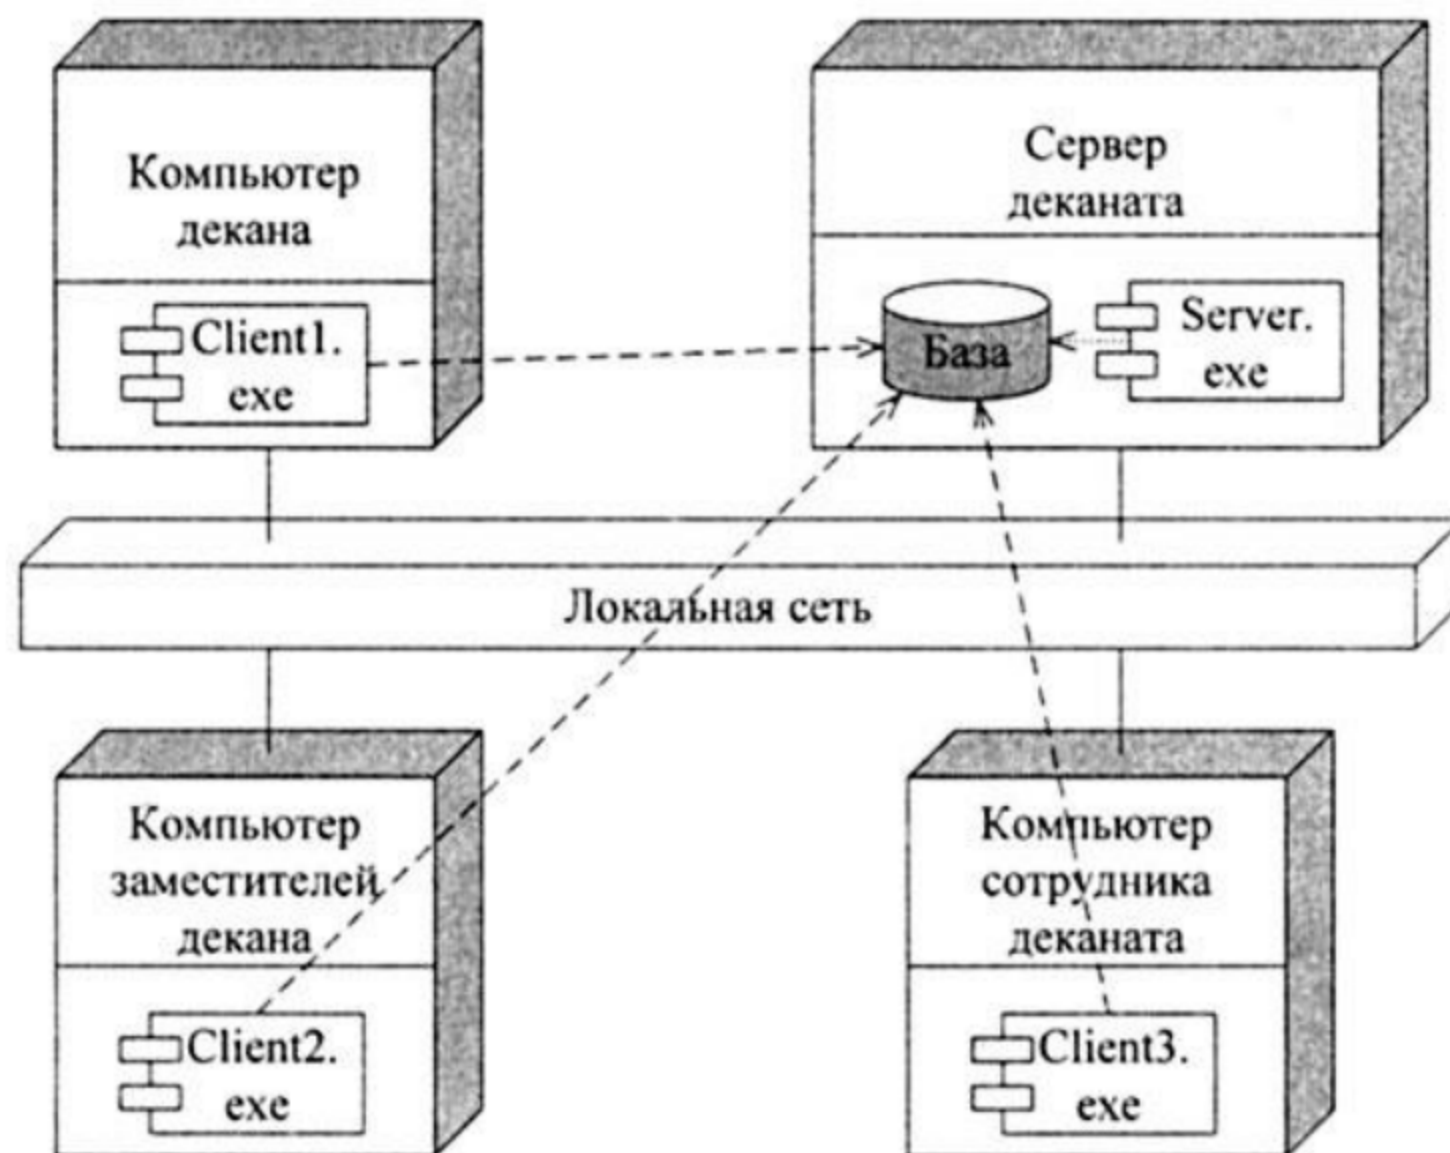 Компьютер
декана
Client1.
exe
Сервер
деканата
База
Server.
exe
Локальная сеть
Компьютер
заместителей
декана
Client2.
exe
Компьютер
сотрудника
деканата
Client3.
exe